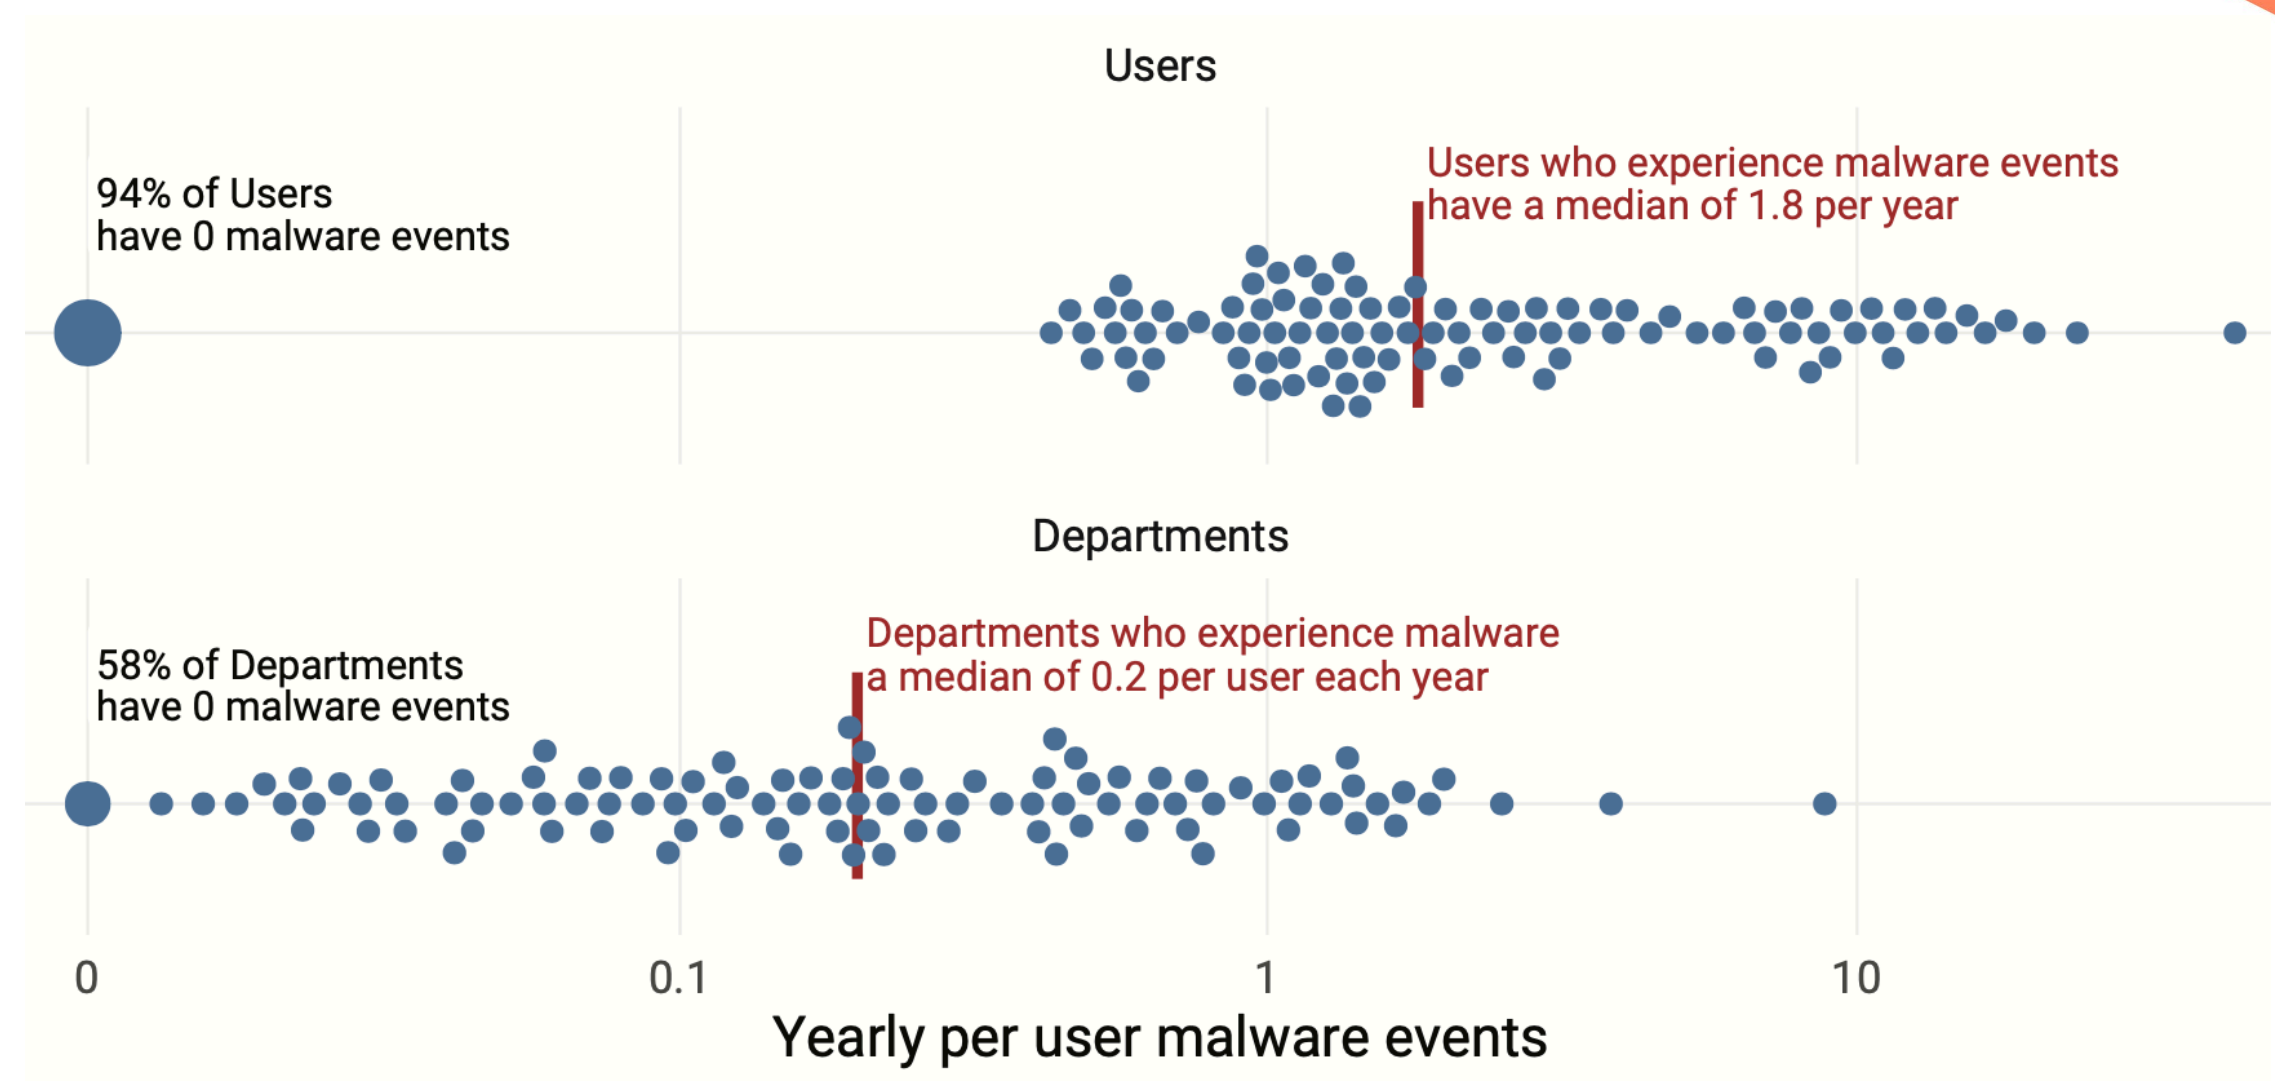 Users
94% of Users
have 0 malware events
Users who experience malware events
have a median of 1.8 per year
Departments
58% of Departments
have 0 malware events
Departments who experience malware
a median of 0.2 per user each year
0 0.1 1 10
Yearly per user malware events